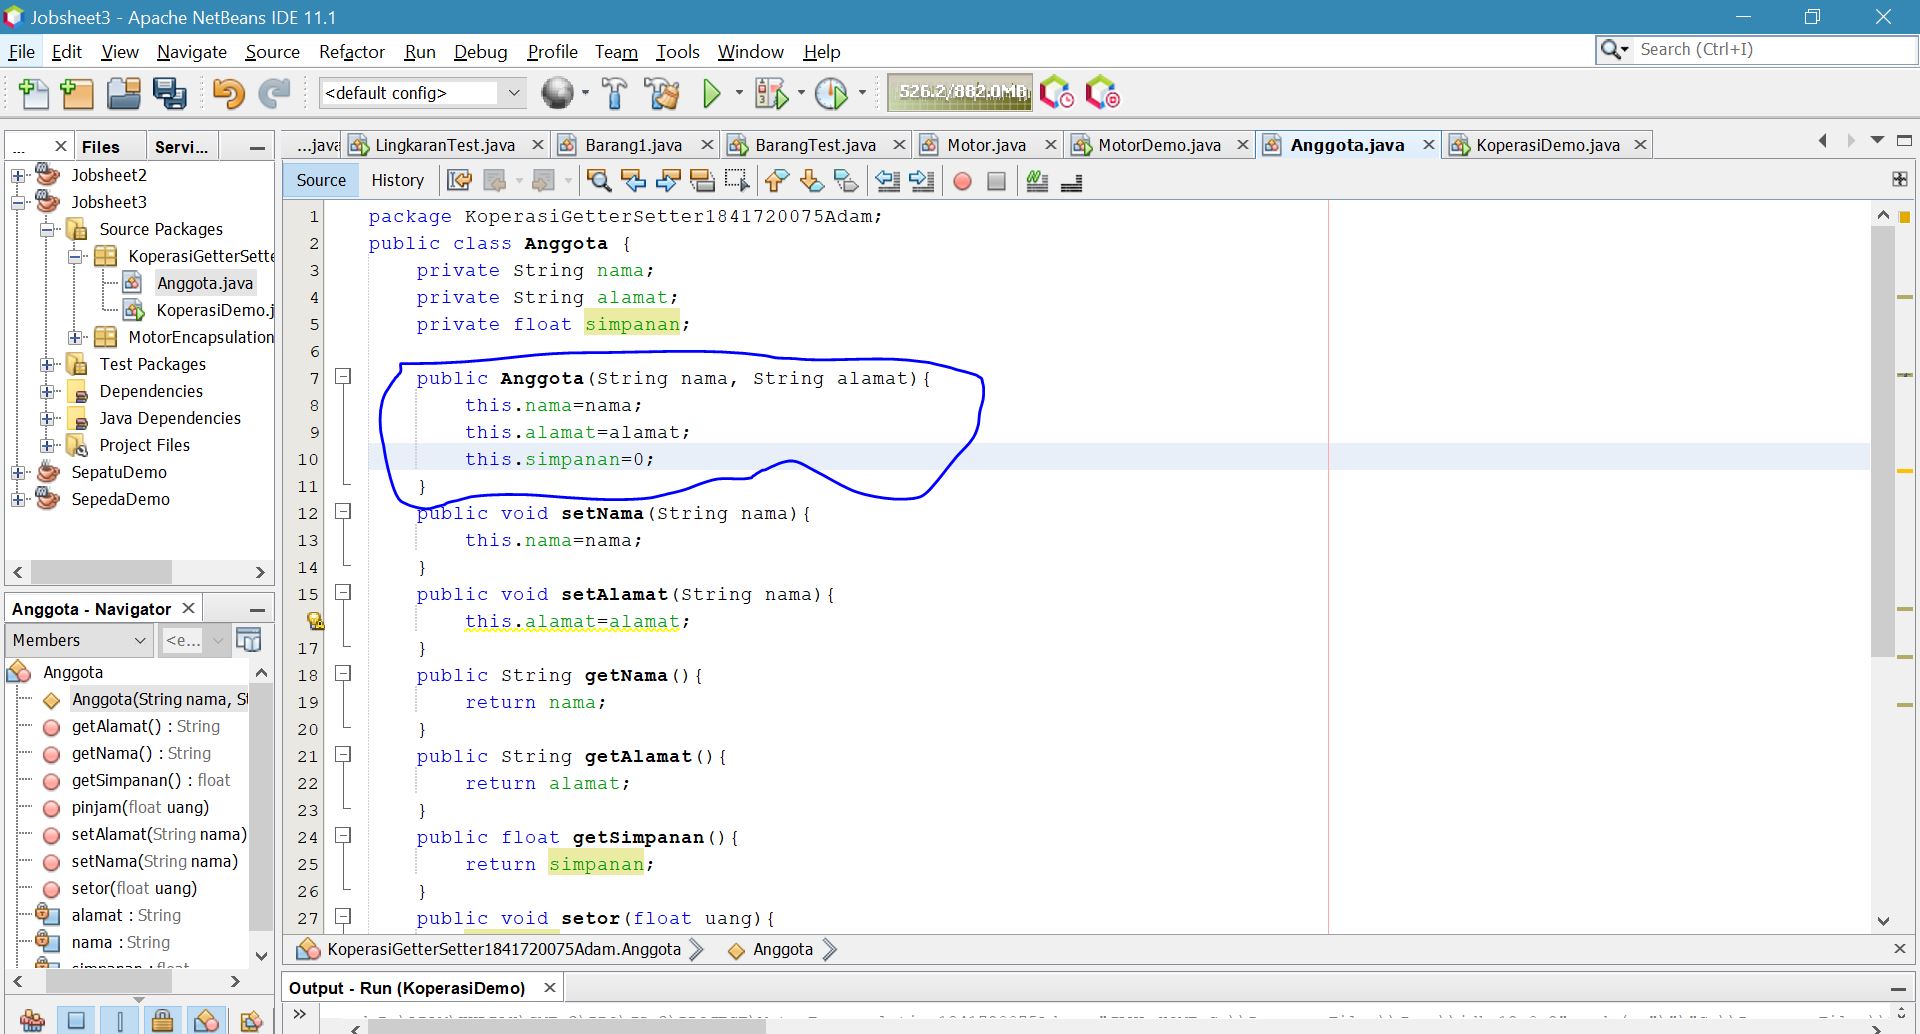 Jobsheet3 - Apache NetBeans IDE 11.1
File Edit View Navigate Source Refactor Run Debug Profile Team Tools Window Help
Search (Ctrl+I)
<default config>
526.2/882.0MB
... Files Servi...
...java LingkaranTest.java Barang1.java BarangTest.java Motor.java MotorDemo.java Anggota.java KoperasiDemo.java
Source History
Jobsheet2
Jobsheet3
Source Packages
KoperasiGetterSette
Anggota.java
KoperasiDemo.j
MotorEncapsulation
Test Packages
Dependencies
Java Dependencies
Project Files
SepatuDemo
SepedaDemo
Anggota - Navigator
Members <e...
Anggota
Anggota(String nama, St
getAlamat() : String
getNama() : String
getSimpanan() : float
pinjam(float uang)
setAlamat(String nama)
setNama(String nama)
setor(float uang)
alamat : String
nama : String
simpanan : float
1 package KoperasiGetterSetter1841720075Adam;
2 public class Anggota {
3 private String nama;
4 private String alamat;
5 private float simpanan;
6
7 public Anggota(String nama, String alamat){
8 this.nama=nama;
9 this.alamat=alamat;
10 this.simpanan=0;
11 }
12 public void setNama(String nama){
13 this.nama=nama;
14 }
15 public void setAlamat(String nama){
this.alamat=alamat;
17 }
18 public String getNama(){
19 return nama;
20 }
21 public String getAlamat(){
22 return alamat;
23 }
24 public float getSimpanan(){
25 return simpanan;
26 }
27 public void setor(float uang){
KoperasiGetterSetter1841720075Adam.Anggota Anggota
Output - Run (KoperasiDemo)